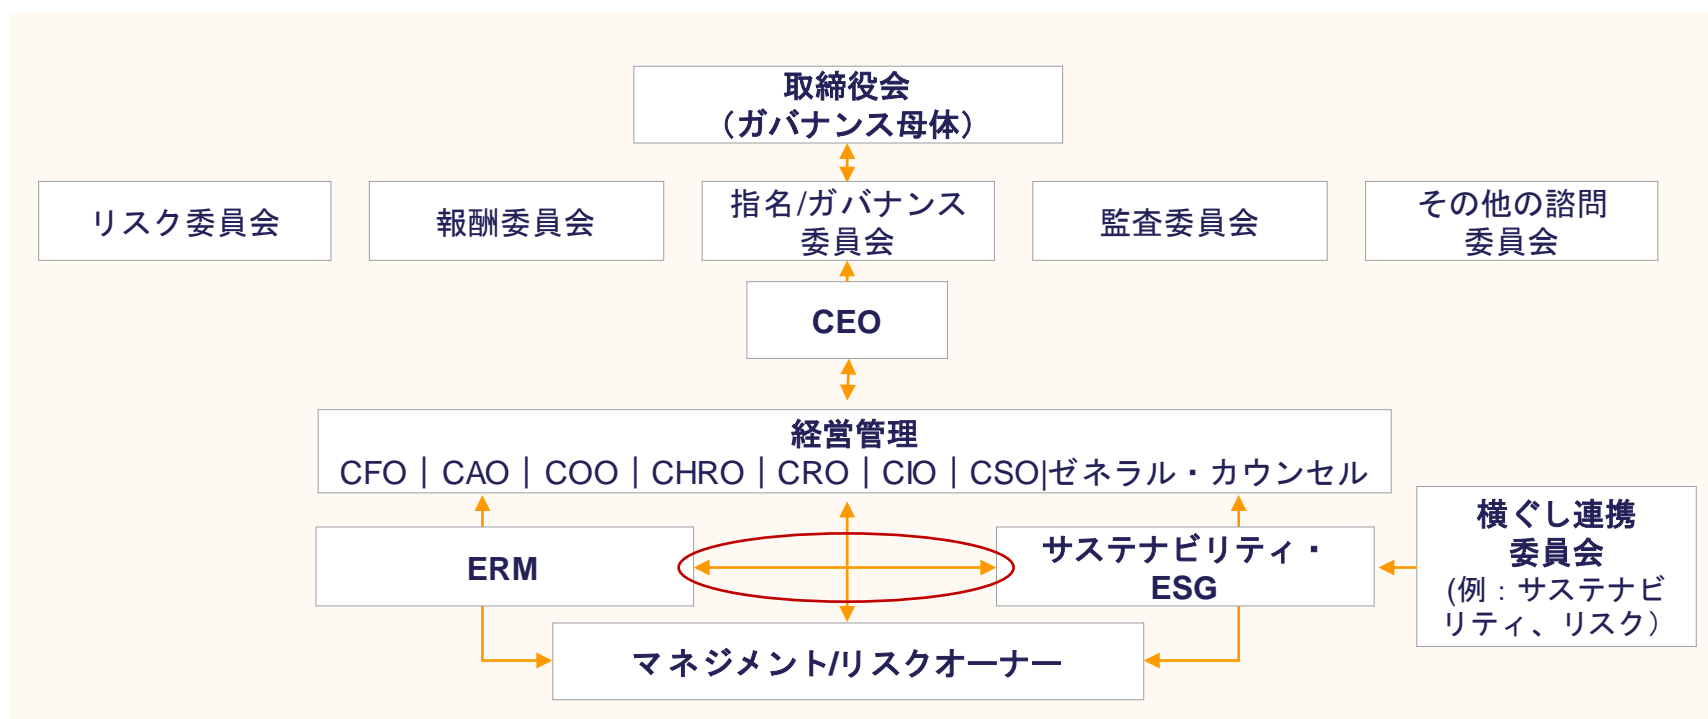 取締役会
（ガバナンス母体）
リスク委員会
報酬委員会
指名/ガバナンス
委員会
監査委員会
その他の諮問
委員会
CEO
経営管理
CFO｜CAO｜COO｜CHRO｜CRO｜CIO｜CSO|ゼネラル・カウンセル
ERM
サステナビリティ・
ESG
横ぐし連携
委員会
(例：サステナビ
リティ、リスク）
マネジメント/リスクオーナー